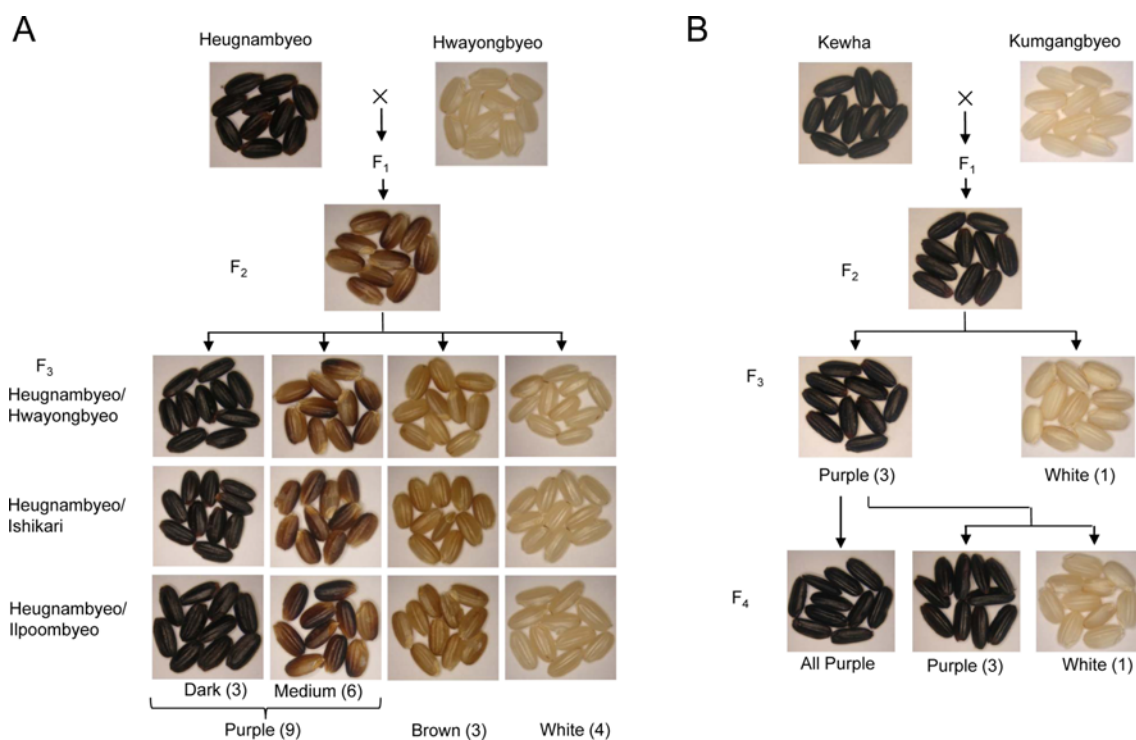 A
Heugnambyeo
Hwayongbyeo
×
F1
F2
F3
Heugnambyeo/
Hwayongbyeo
Heugnambyeo/
Ishikari
Heugnambyeo/
Ilpoombyeo
Dark (3)
Medium (6)
Purple (9)
Brown (3)
White (4)
B
Kewha
Kumgangbyeo
×
F1
F2
F3
Purple (3)
White (1)
F4
All Purple
Purple (3)
White (1)